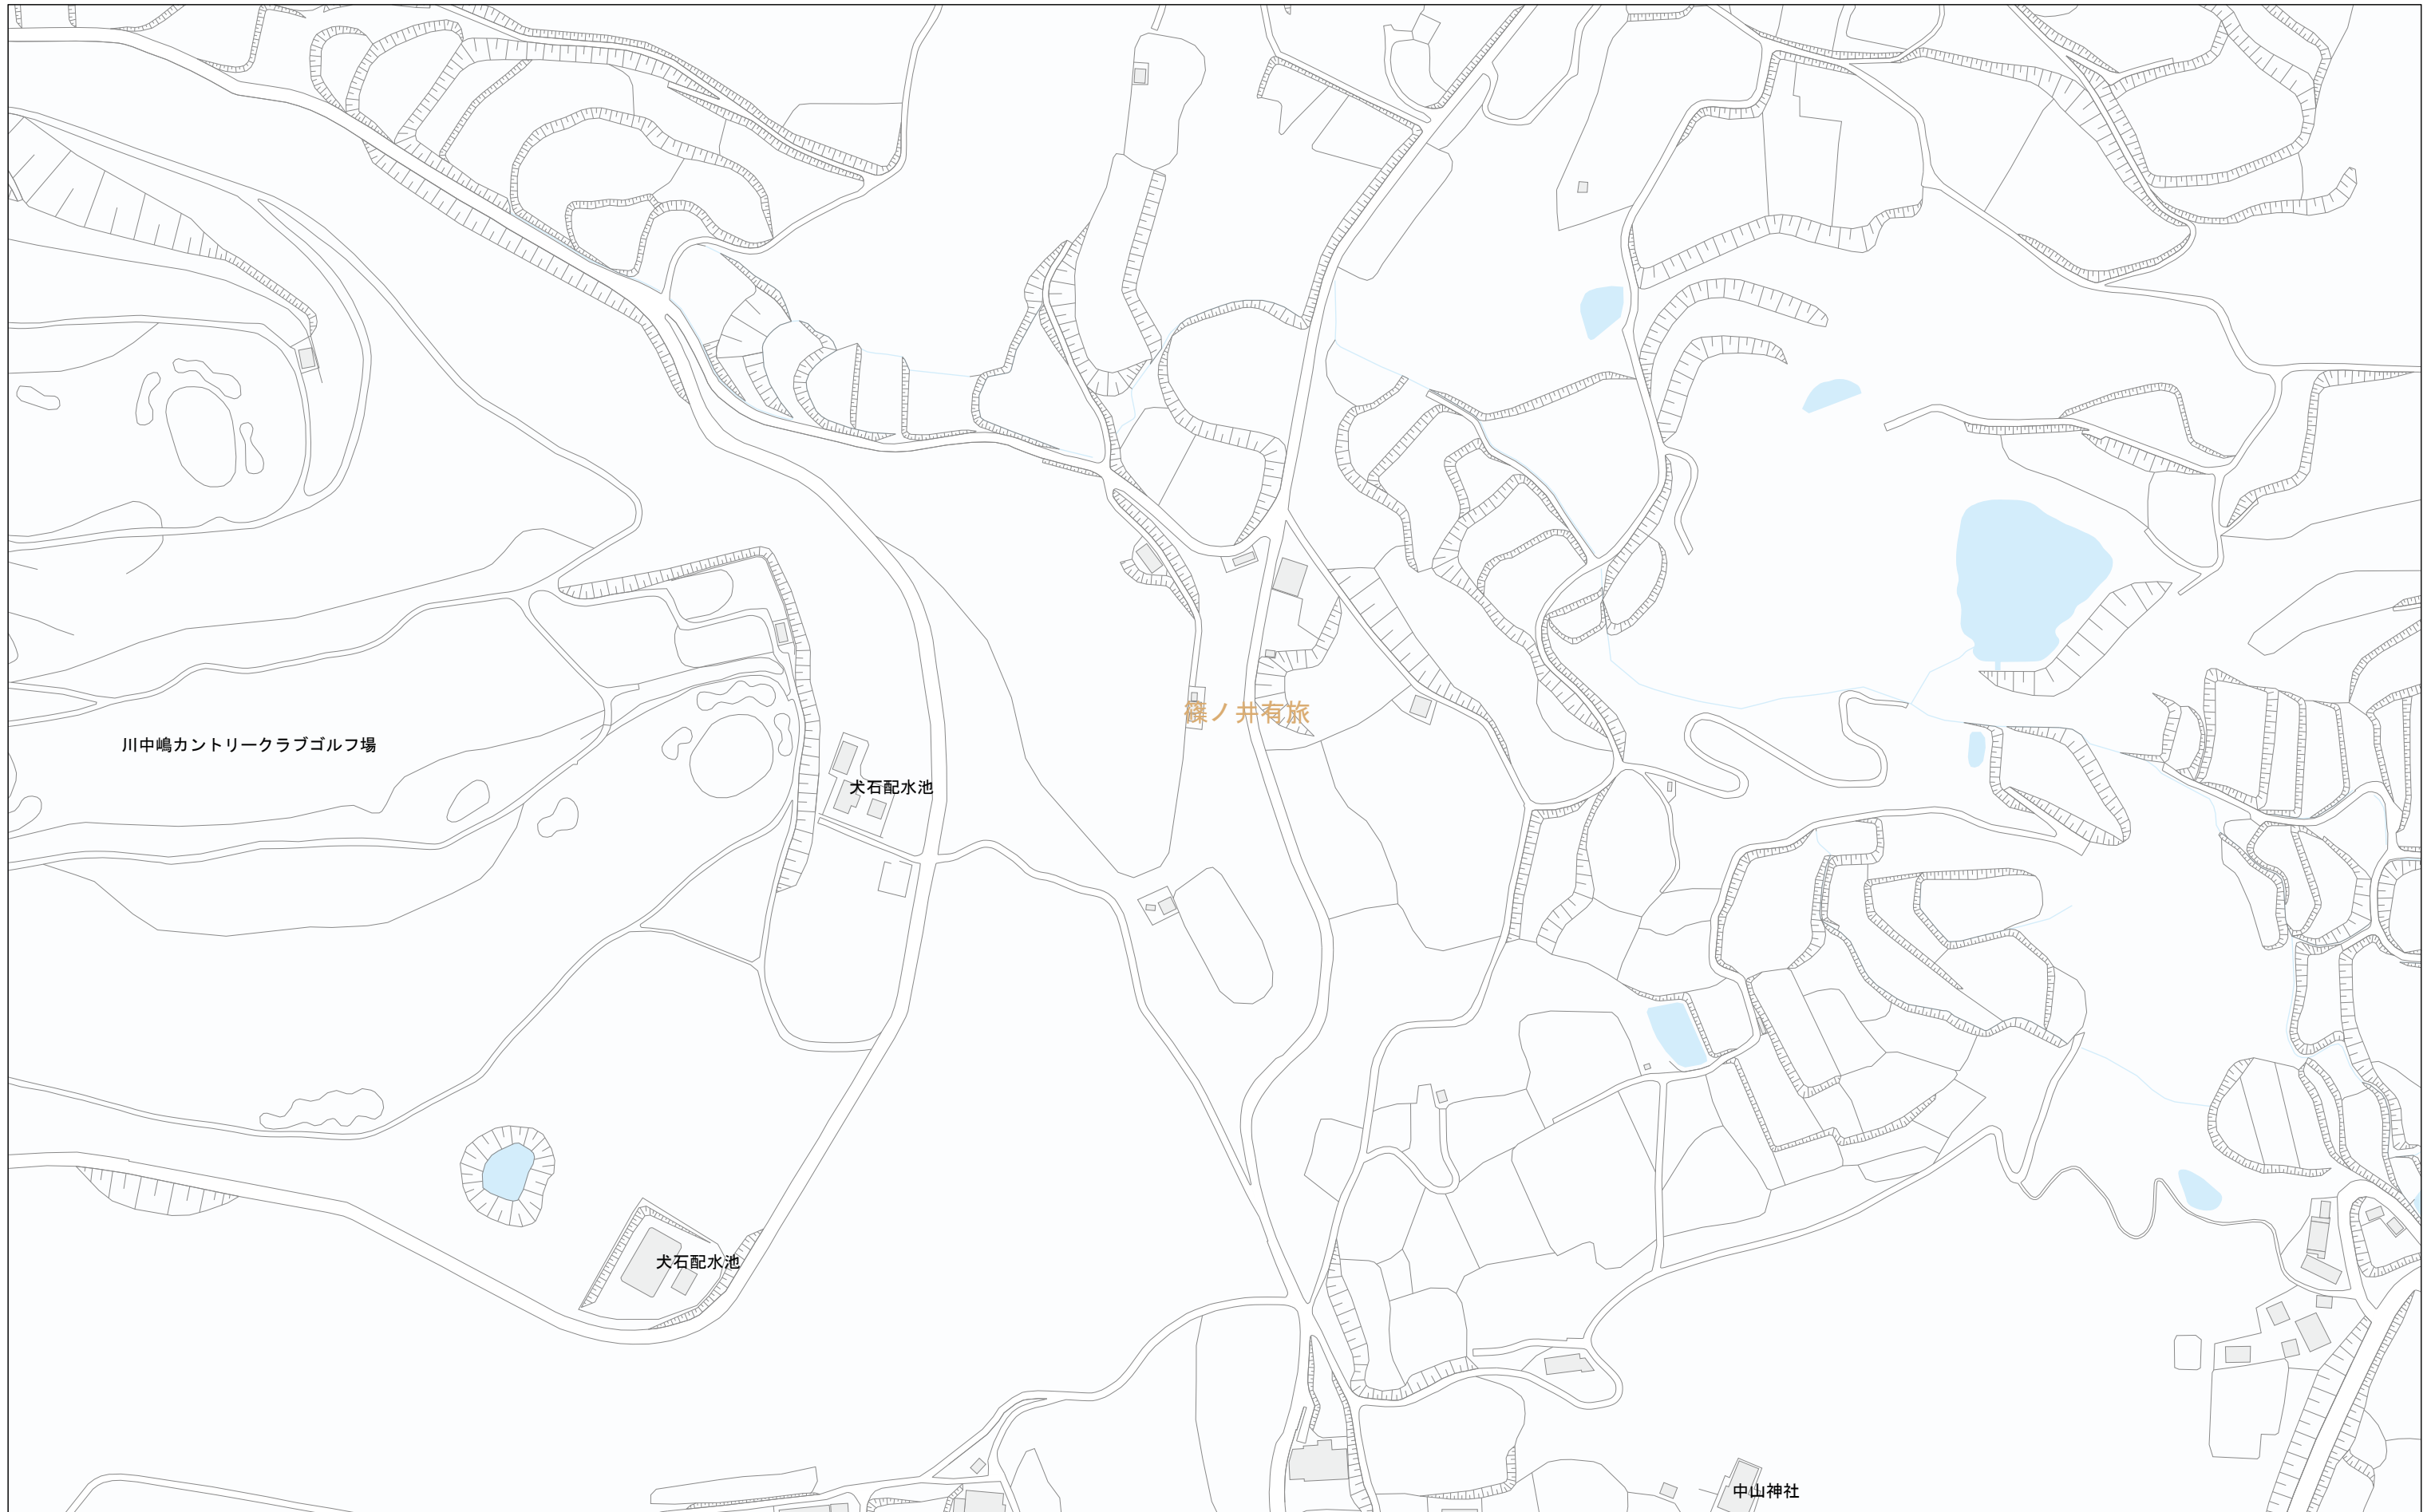 篠ノ井有旅
川中嶋カントリークラブゴルフ場
犬石配水池
犬石配水池
中山神社